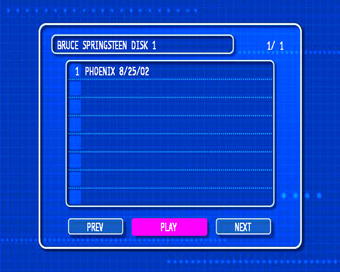 BRUCE SPRINGSTEEN DISK 1
1/ 1
1 PHOENIX 8/25/02
PREV
PLAY
NEXT